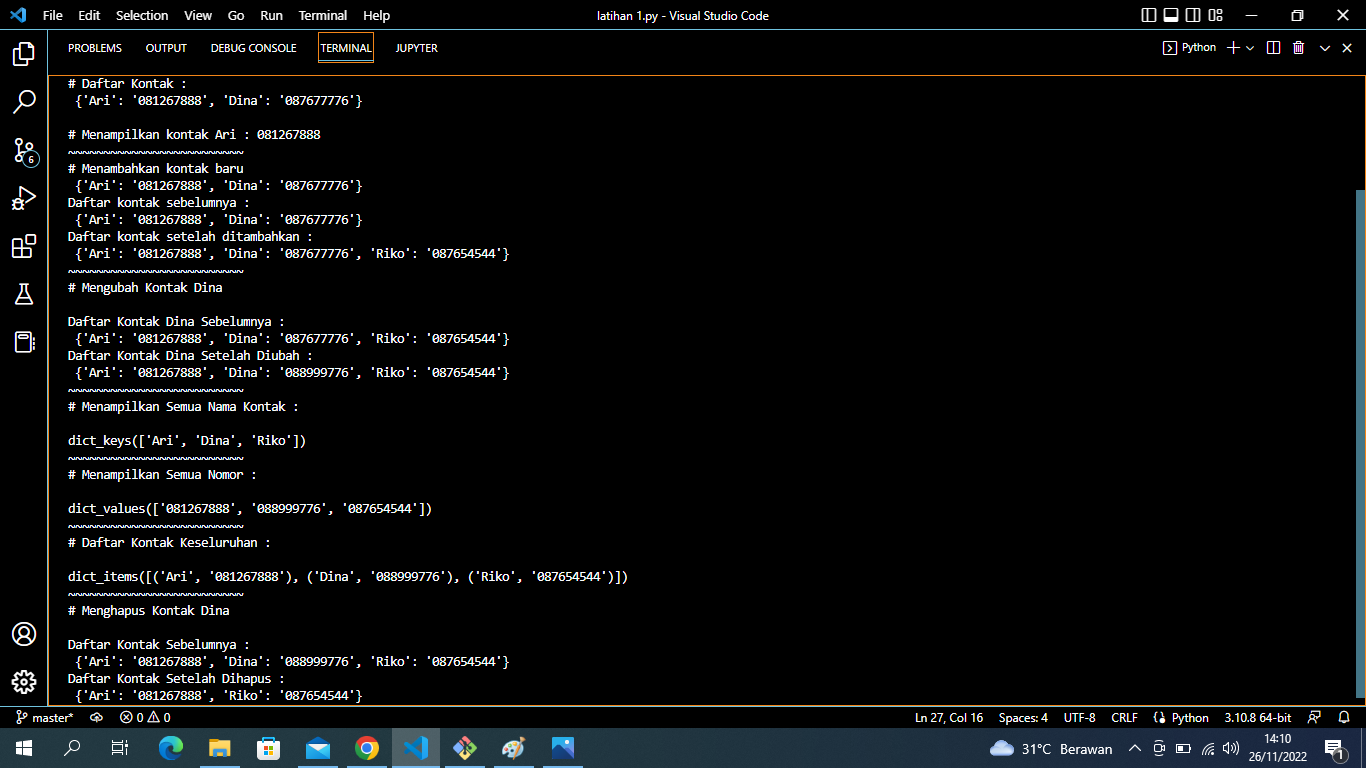 File Edit Selection View Go Run Terminal Help latihan 1.py - Visual Studio Code
PROBLEMS OUTPUT DEBUG CONSOLE TERMINAL JUPYTER Python
# Daftar Kontak :
{'Ari': '081267888', 'Dina': '087677776'}
# Menampilkan kontak Ari : 081267888
~~~~~~~~~~~~~~~~~~~~~~~~~
# Menambahkan kontak baru
{'Ari': '081267888', 'Dina': '087677776'}
Daftar kontak sebelumnya :
{'Ari': '081267888', 'Dina': '087677776'}
Daftar kontak setelah ditambahkan :
{'Ari': '081267888', 'Dina': '087677776', 'Riko': '087654544'}
~~~~~~~~~~~~~~~~~~~~~~~~~
# Mengubah Kontak Dina
Daftar Kontak Dina Sebelumnya :
{'Ari': '081267888', 'Dina': '087677776', 'Riko': '087654544'}
Daftar Kontak Dina Setelah Diubah :
{'Ari': '081267888', 'Dina': '088999776', 'Riko': '087654544'}
~~~~~~~~~~~~~~~~~~~~~~~~~
# Menampilkan Semua Nama Kontak :
dict_keys(['Ari', 'Dina', 'Riko'])
~~~~~~~~~~~~~~~~~~~~~~~~~
# Menampilkan Semua Nomor :
dict_values(['081267888', '088999776', '087654544'])
~~~~~~~~~~~~~~~~~~~~~~~~~
# Daftar Kontak Keseluruhan :
dict_items([('Ari', '081267888'), ('Dina', '088999776'), ('Riko', '087654544')])
~~~~~~~~~~~~~~~~~~~~~~~~~
# Menghapus Kontak Dina
Daftar Kontak Sebelumnya :
{'Ari': '081267888', 'Dina': '088999776', 'Riko': '087654544'}
Daftar Kontak Setelah Dihapus :
{'Ari': '081267888', 'Riko': '087654544'}
6
master* 0 0 Ln 27, Col 16 Spaces: 4 UTF-8 CRLF Python 3.10.8 64-bit
31°C Berawan 14:10
26/11/2022 1